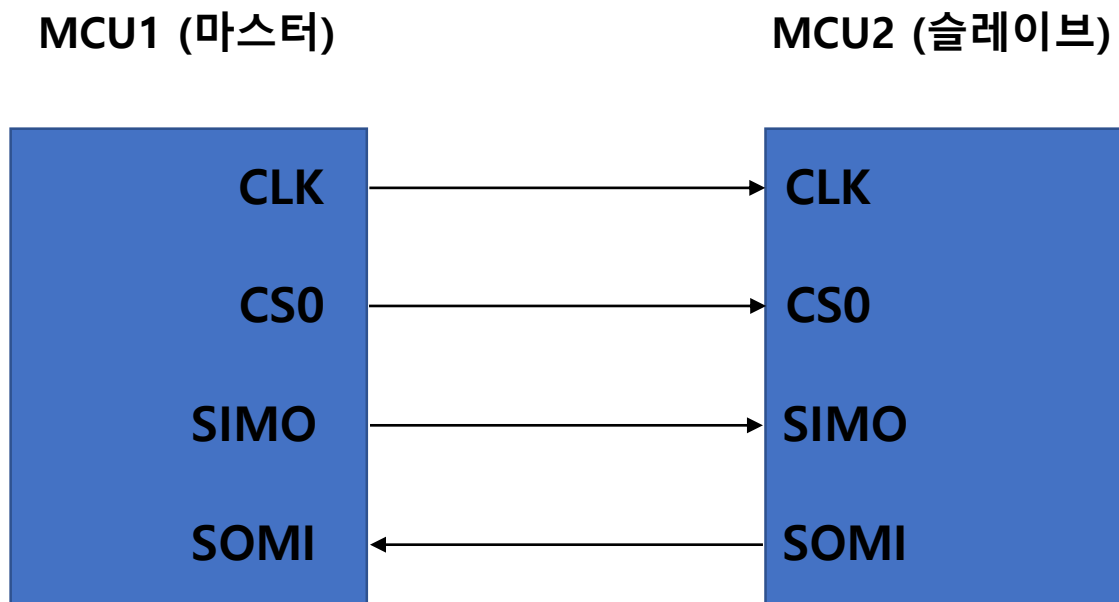 MCU1 (마스터)
MCU2 (슬레이브)
CLK
CLK
CS0
CS0
SIMO
SIMO
SOMI
SOMI